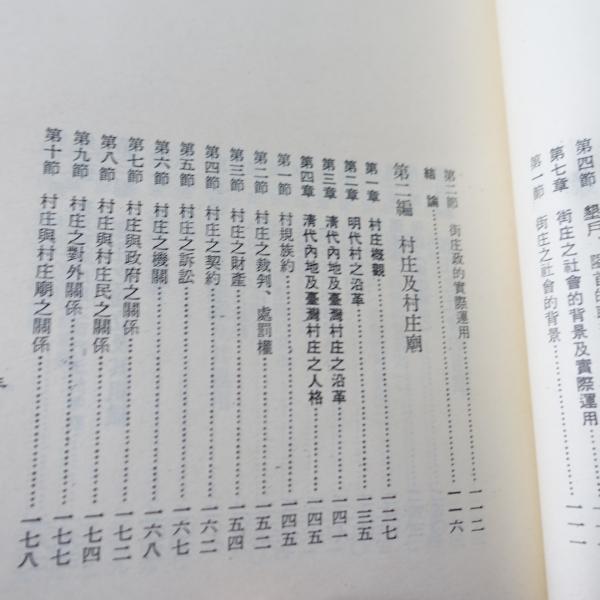 第四節　墾戶、
第七章　街庄之社會的背景及實際運用
第一節　街庄之社會的背景……一一一
第二節　街庄政的實際運用……一一二
結　論……一一六
第二編　村庄及村庄廟
第一章　村庄概觀……一二七
第二章　明代村之沿革……一三五
第三章　清代內地及臺灣村庄之沿革……一四一
第四章　清代內地及臺灣村庄之人格……一四五
第一節　村規族約……一四五
第二節　村庄之裁判、處罰權……一五二
第三節　村庄之財產……一五四
第四節　村庄之契約……一六二
第五節　村庄之訴訟……一六七
第六節　村庄之機關……一六八
第七節　村庄與政府之關係……一七二
第八節　村庄與村庄民之關係……一七四
第九節　村庄之對外關係……一七七
第十節　村庄與村庄廟之關係……一七八